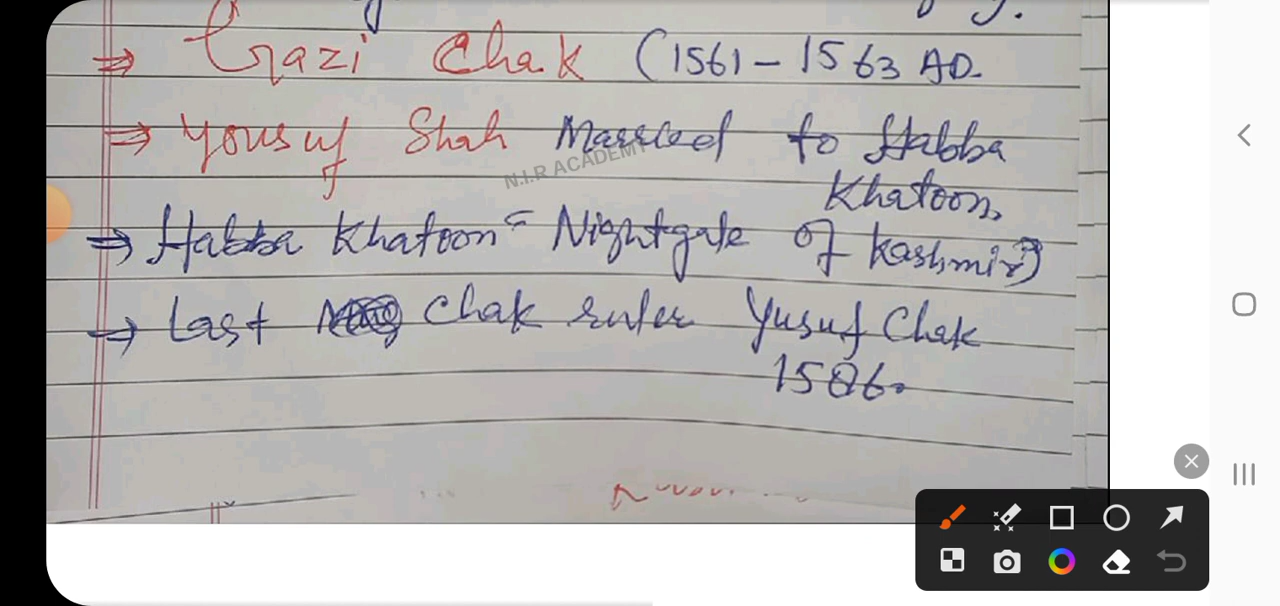 ⇒ Gazi Chak (1561 – 1563 AD.
⇒ Yousuf Shah Married to Habba
Khatoon.
N.I.R ACADEMY
⇒ Habba Khatoon = Nightgale of Kashmir)
⇒ Last Chak ruler Yusuf Chak
1586.